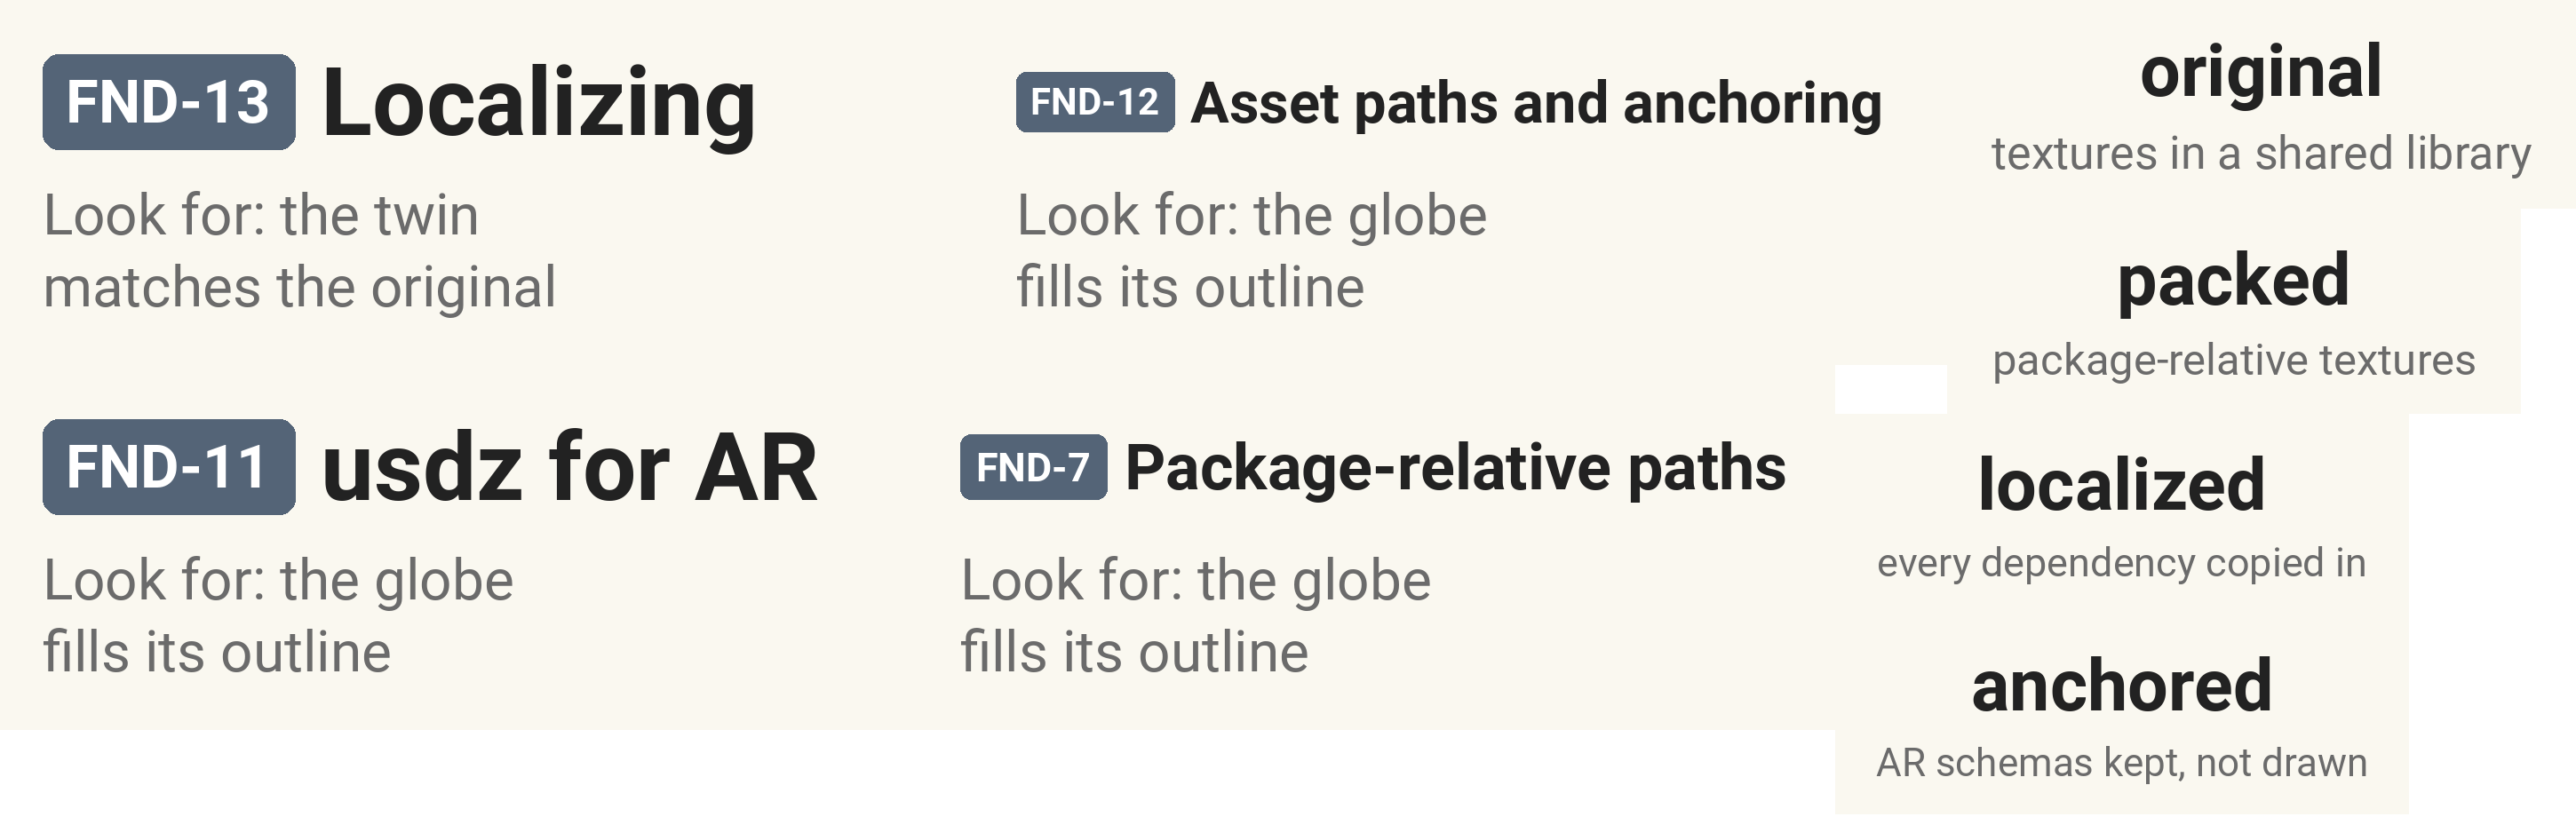 FND-13 Localizing
Look for: the twin
matches the original
FND-12 Asset paths and anchoring
Look for: the globe
fills its outline
original
textures in a shared library
packed
package-relative textures
FND-11 usdz for AR
Look for: the globe
fills its outline
FND-7 Package-relative paths
Look for: the globe
fills its outline
localized
every dependency copied in
anchored
AR schemas kept, not drawn